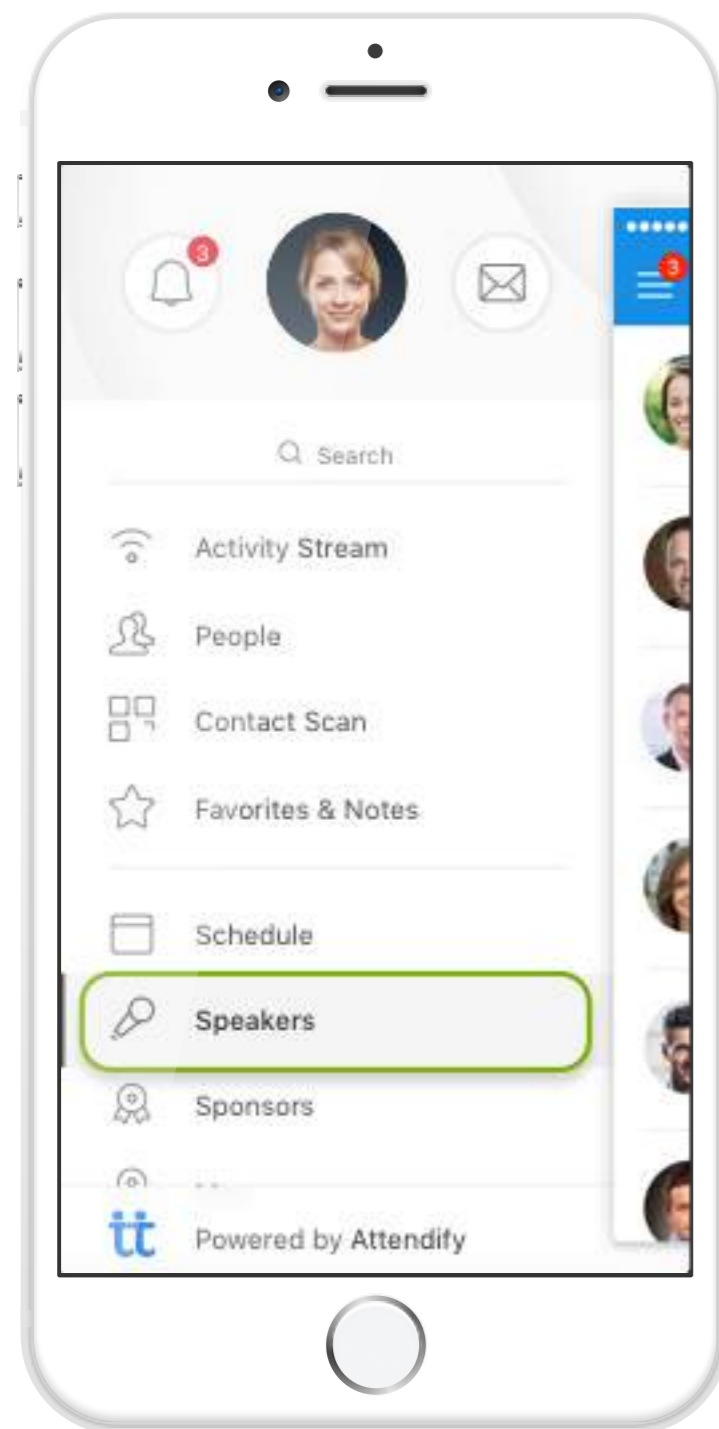 3
3
Search
Activity Stream
People
Contact Scan
Favorites & Notes
Schedule
Speakers
Sponsors
Powered by Attendify